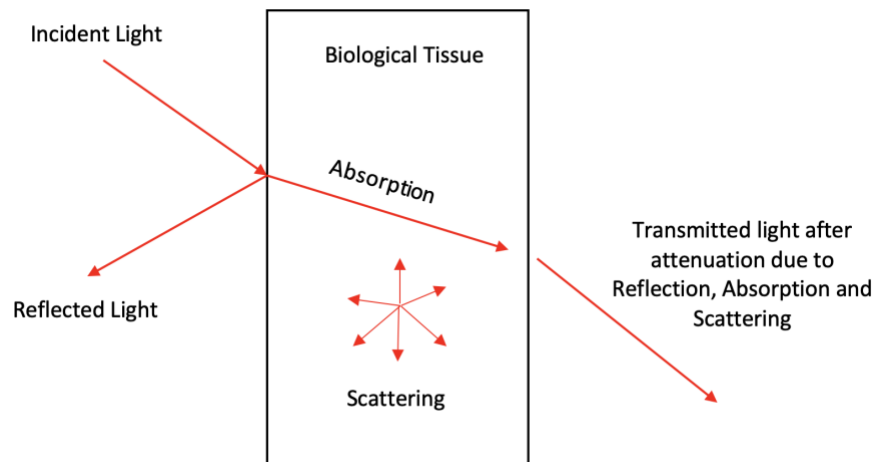 Incident Light
Biological Tissue
Absorption
Transmitted light after
attenuation due to
Reflection, Absorption and
Scattering
Reflected Light
Scattering